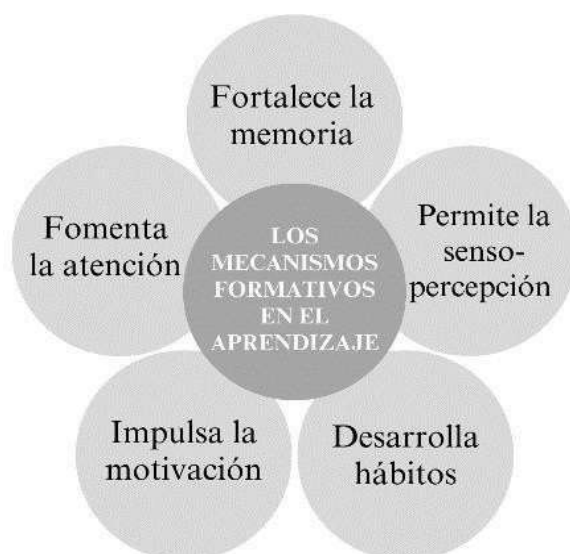 Fortalece la
memoria
Permite la
senso-
percepción
Desarrolla
hábitos
Impulsa la
motivación
Fomenta
la atención
LOS
MECANISMOS
FORMATIVOS
EN EL
APRENDIZAJE